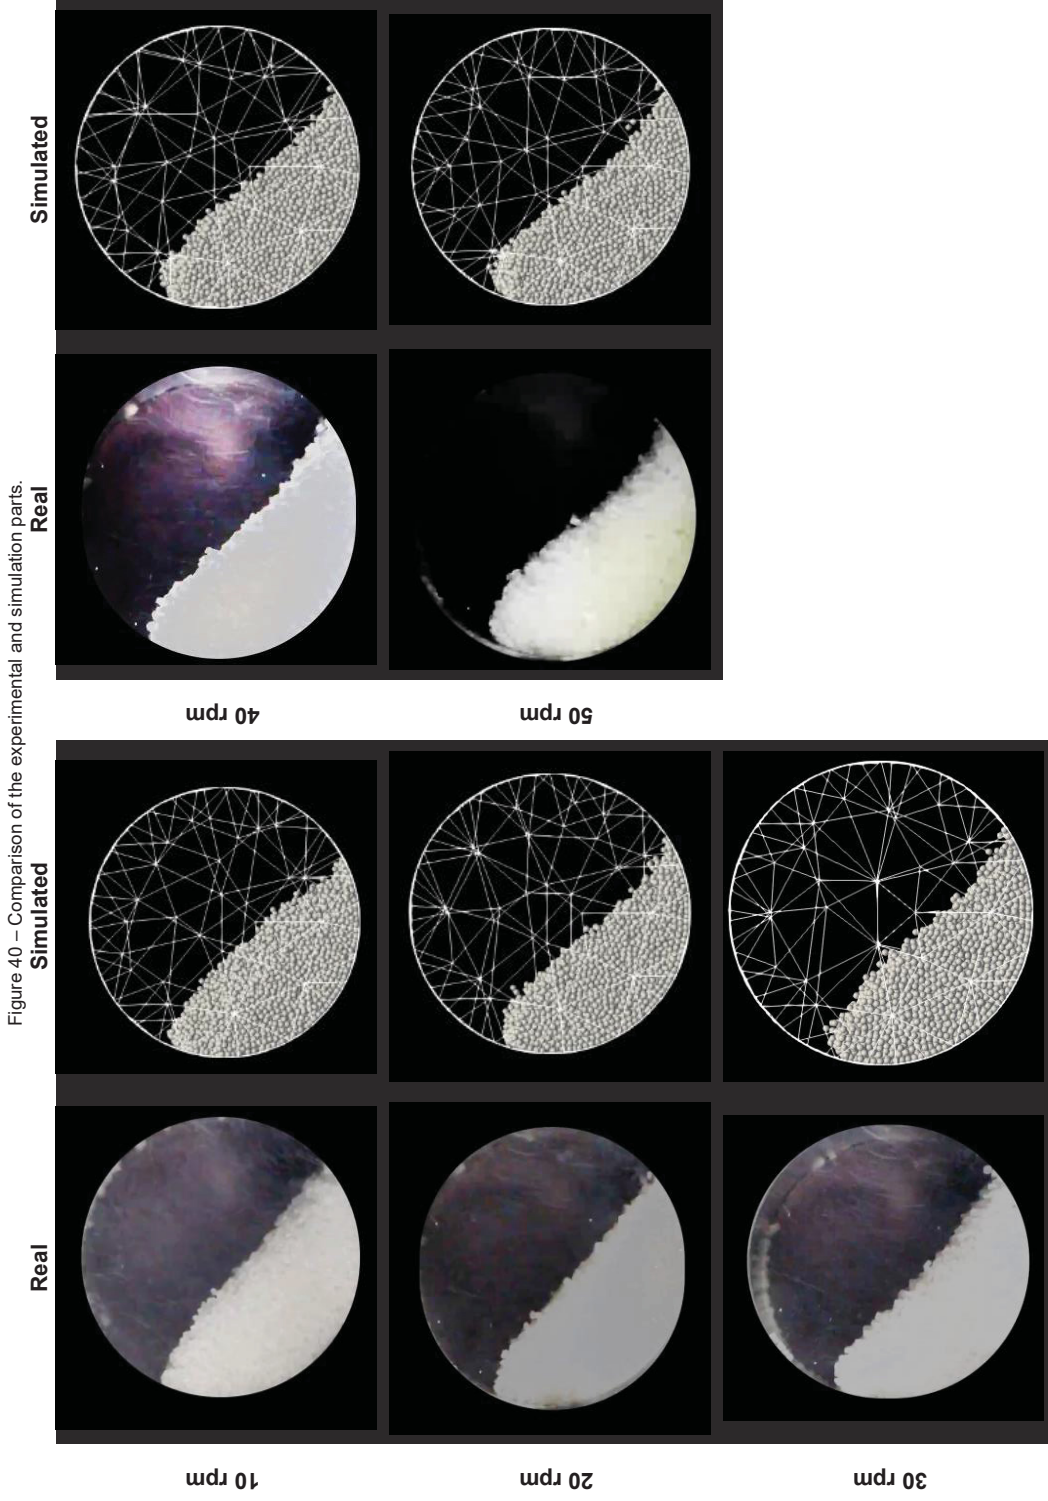 Figure 40 – Comparison of the experimental and simulation parts.
Real
Simulated
Real
Simulated
10 rpm
40 rpm
20 rpm
50 rpm
30 rpm